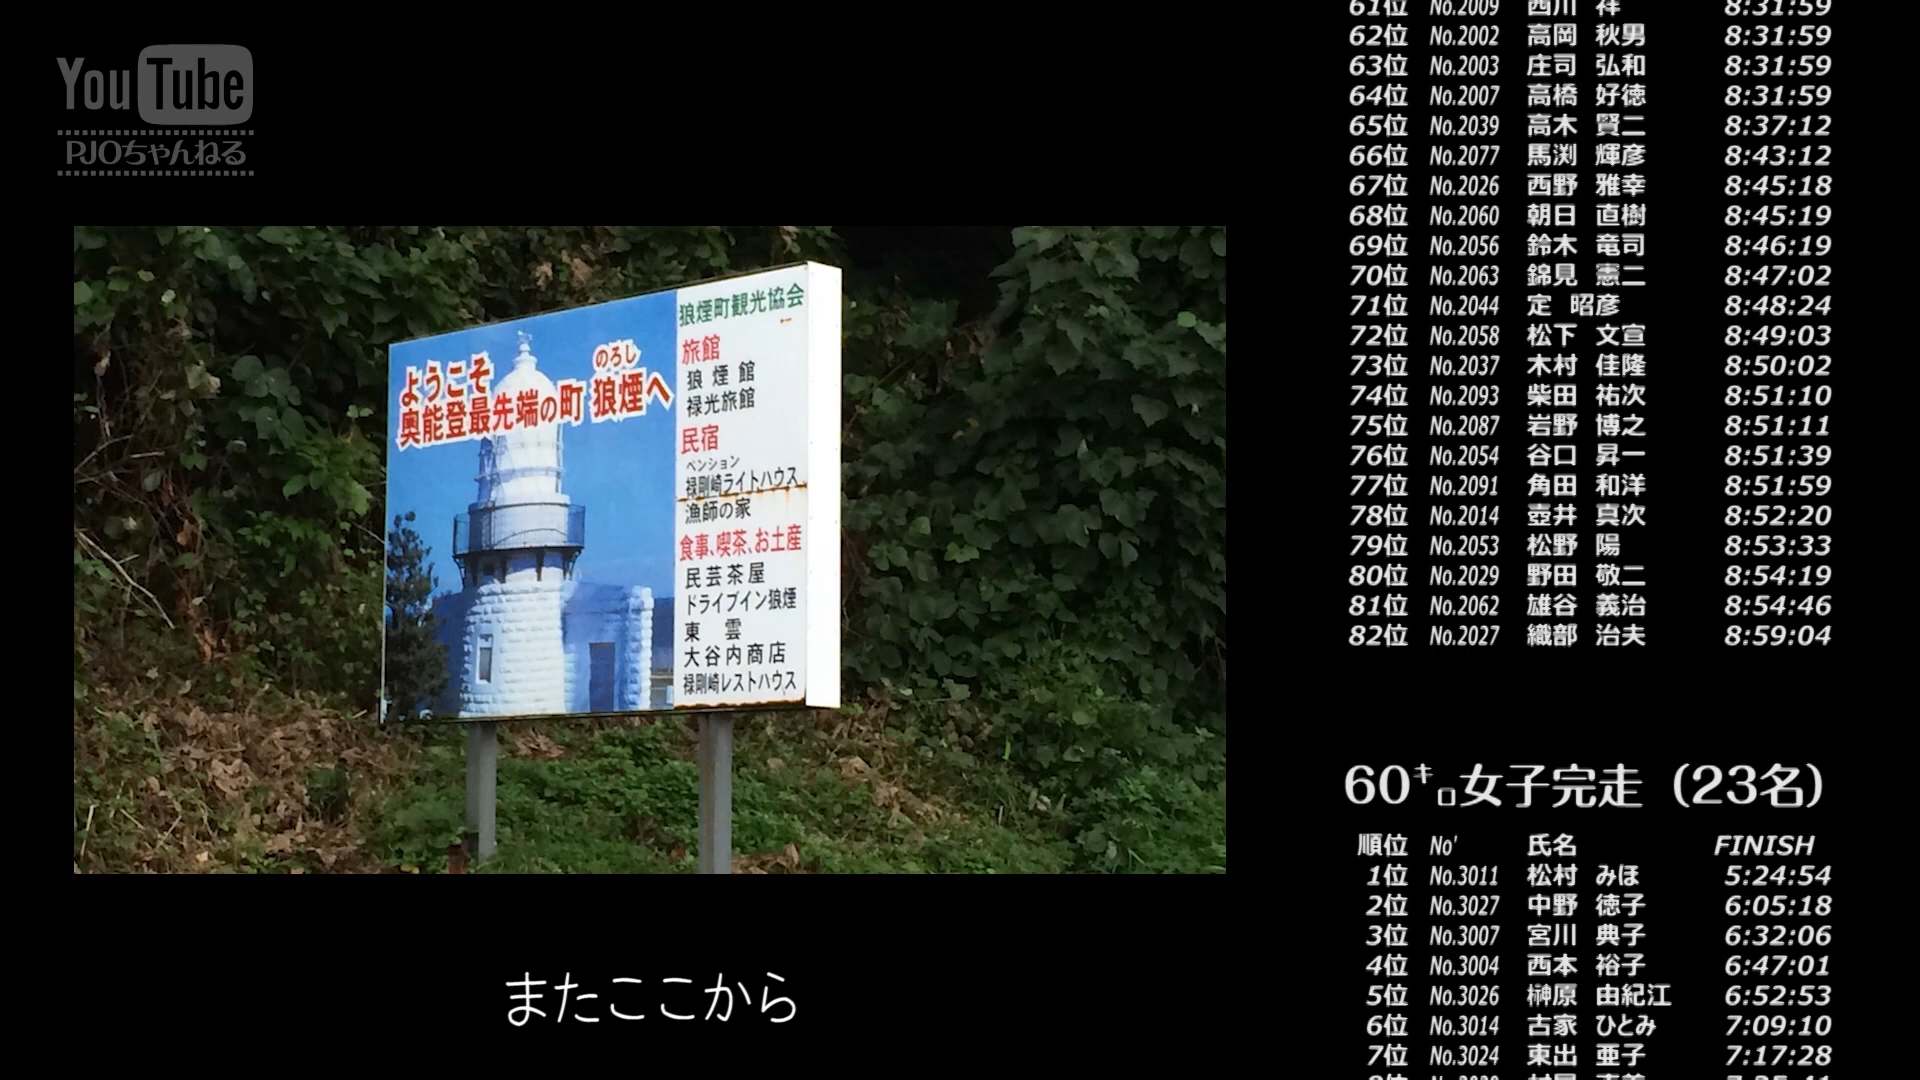 YouTube
PJOちゃんねる
ようこそ
のろし
奥能登最先端の町 狼煙へ
狼煙町観光協会
旅館
狼煙館
禄光旅館
民宿
ペンション
禄剛崎ライトハウス
漁師の家
食事、喫茶、お土産
民芸茶屋
ドライブイン狼煙
東 雲
大谷内商店
禄剛崎レストハウス
またここから
61位 No.2009 西川 祥 8:31:59
62位 No.2002 高岡 秋男 8:31:59
63位 No.2003 庄司 弘和 8:31:59
64位 No.2007 高橋 好徳 8:31:59
65位 No.2039 高木 賢二 8:37:12
66位 No.2077 馬渕 輝彦 8:43:12
67位 No.2026 西野 雅幸 8:45:18
68位 No.2060 朝日 直樹 8:45:19
69位 No.2056 鈴木 竜司 8:46:19
70位 No.2063 錦見 憲二 8:47:02
71位 No.2044 定 昭彦 8:48:24
72位 No.2058 松下 文宣 8:49:03
73位 No.2037 木村 佳隆 8:50:02
74位 No.2093 柴田 祐次 8:51:10
75位 No.2087 岩野 博之 8:51:11
76位 No.2054 谷口 昇一 8:51:39
77位 No.2091 角田 和洋 8:51:59
78位 No.2014 壺井 真次 8:52:20
79位 No.2053 松野 陽 8:53:33
80位 No.2029 野田 敬二 8:54:19
81位 No.2062 雄谷 義治 8:54:46
82位 No.2027 織部 治夫 8:59:04
60㌔女子完走（23名）
順位 No' 氏名 FINISH
1位 No.3011 松村 みほ 5:24:54
2位 No.3027 中野 徳子 6:05:18
3位 No.3007 宮川 典子 6:32:06
4位 No.3004 西本 裕子 6:47:01
5位 No.3026 榊原 由紀江 6:52:53
6位 No.3014 古家 ひとみ 7:09:10
7位 No.3024 東出 亜子 7:17:28